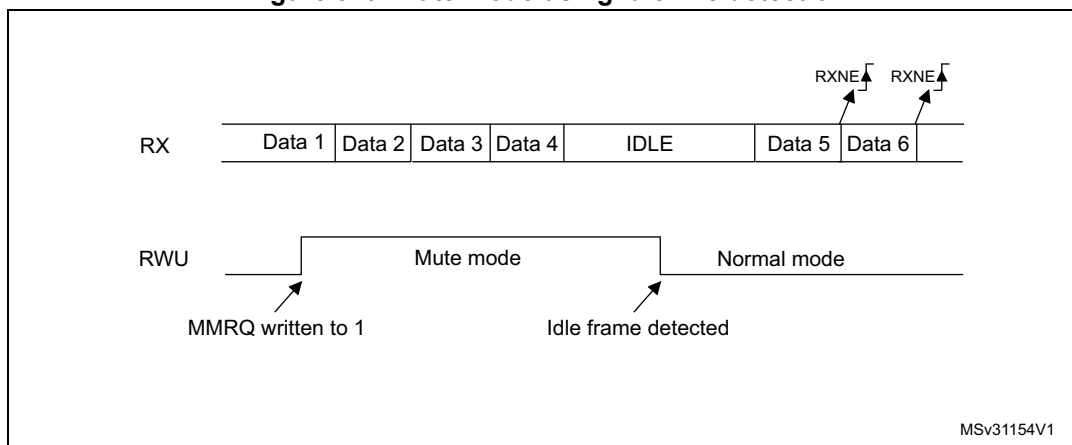 RXNE RXNE
RX Data 1 Data 2 Data 3 Data 4 IDLE Data 5 Data 6
RWU Mute mode Normal mode
MMRQ written to 1 Idle frame detected
MSv31154V1